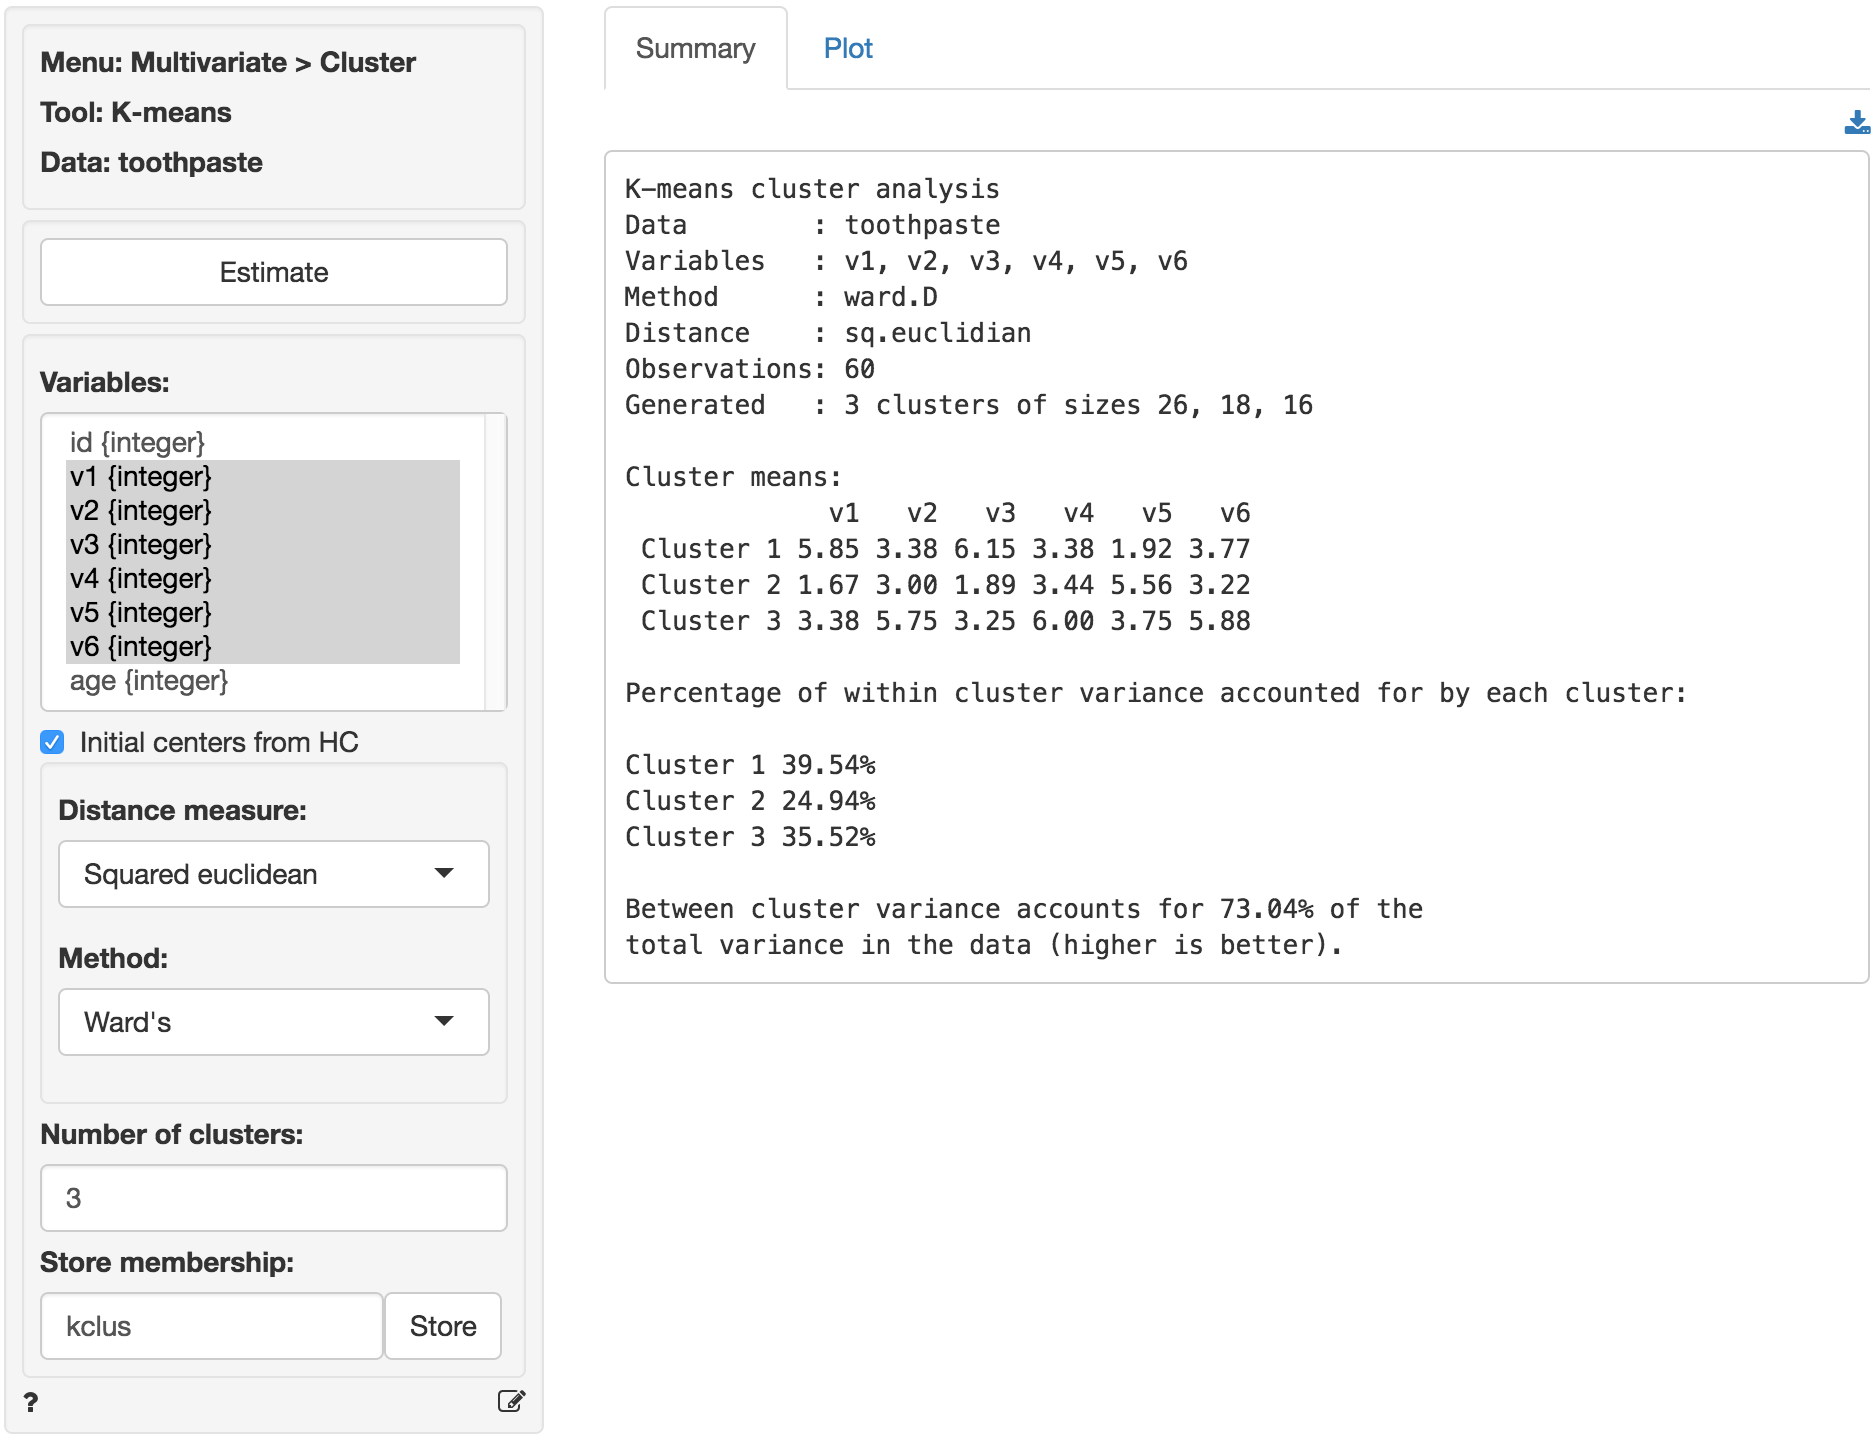 Menu: Multivariate > Cluster
Tool: K-means
Data: toothpaste
Estimate
Variables:
id {integer}
v1 {integer}
v2 {integer}
v3 {integer}
v4 {integer}
v5 {integer}
v6 {integer}
age {integer}
Initial centers from HC
Distance measure:
Squared euclidean
Method:
Ward's
Number of clusters:
3
Store membership:
kclus
Store
?
Summary
Plot
K-means cluster analysis
Data        : toothpaste
Variables   : v1, v2, v3, v4, v5, v6
Method      : ward.D
Distance    : sq.euclidian
Observations: 60
Generated   : 3 clusters of sizes 26, 18, 16
Cluster means:
v1   v2   v3   v4   v5   v6
Cluster 1 5.85 3.38 6.15 3.38 1.92 3.77
Cluster 2 1.67 3.00 1.89 3.44 5.56 3.22
Cluster 3 3.38 5.75 3.25 6.00 3.75 5.88
Percentage of within cluster variance accounted for by each cluster:
Cluster 1 39.54%
Cluster 2 24.94%
Cluster 3 35.52%
Between cluster variance accounts for 73.04% of the
total variance in the data (higher is better).